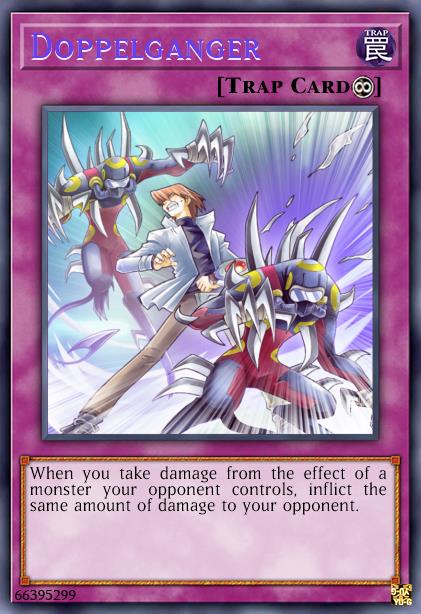 Doppelganger
TRAP
罠
[Trap Card]
When you take damage from the effect of a
monster your opponent controls, inflict the
same amount of damage to your opponent.
66395299